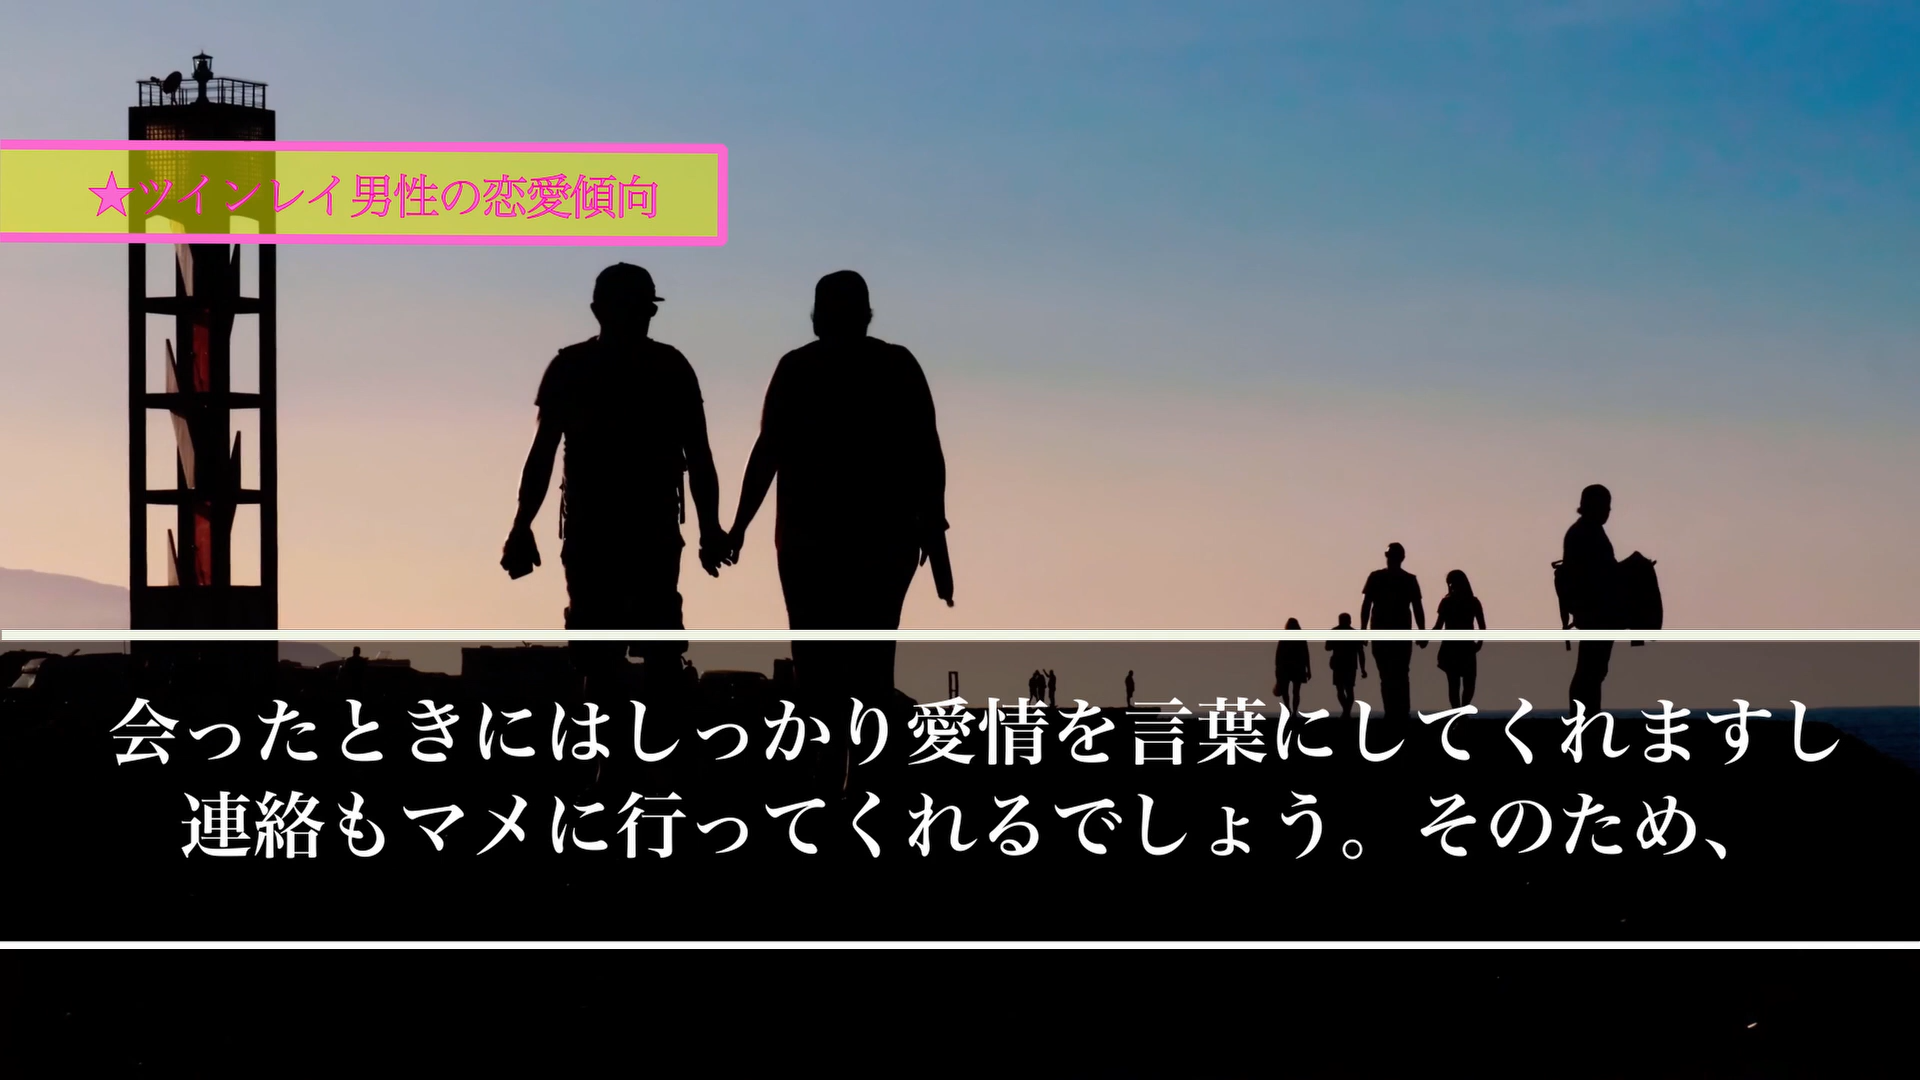 ★ツインレイ男性の恋愛傾向
会ったときにはしっかり愛情を言葉にしてくれますし
連絡もマメに行ってくれるでしょう。そのため、